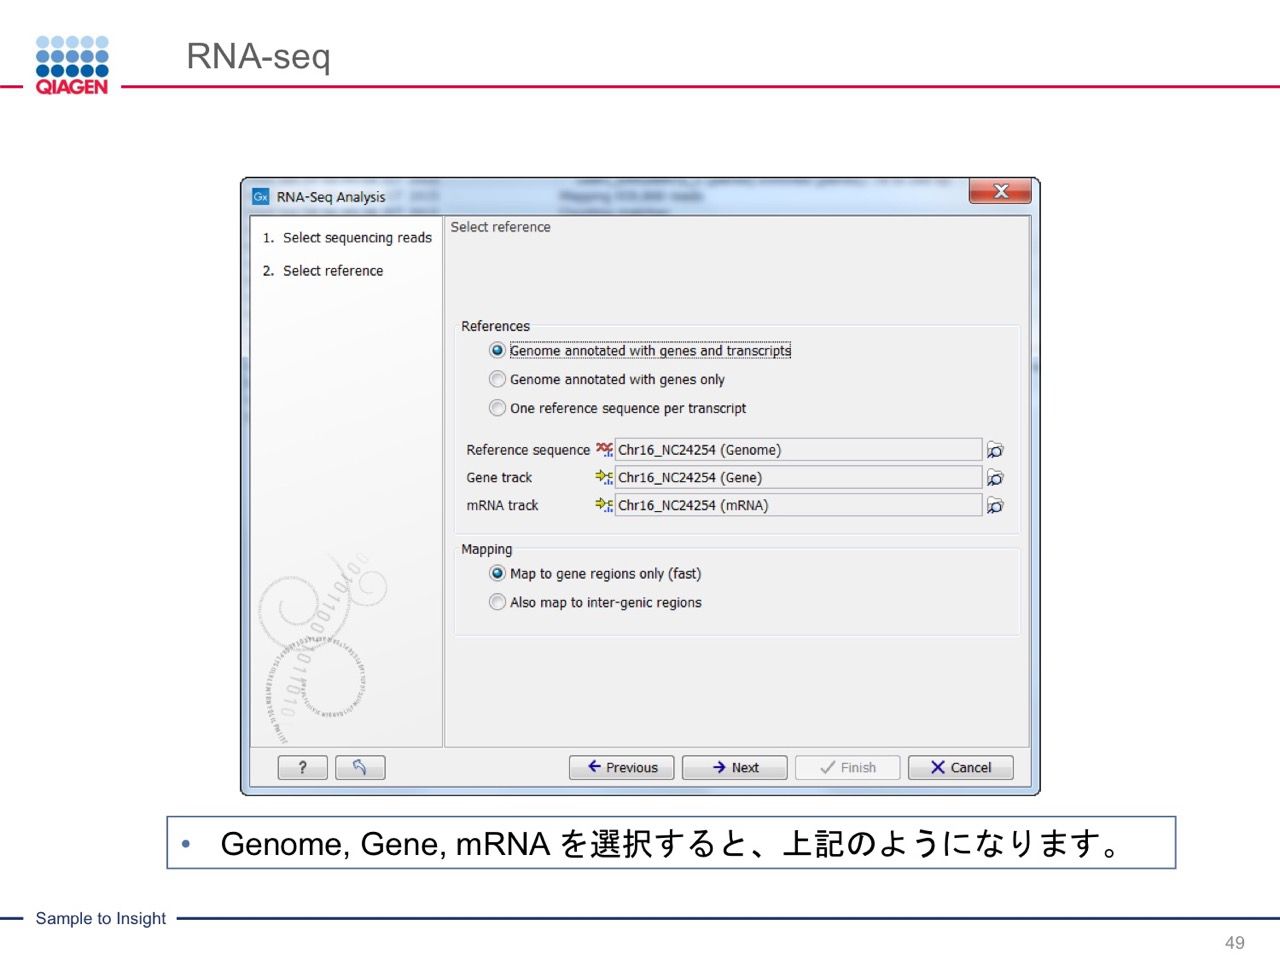 RNA-seq
QIAGEN
Gx RNA-Seq Analysis
1. Select sequencing reads
2. Select reference
Select reference
References
Genome annotated with genes and transcripts
Genome annotated with genes only
One reference sequence per transcript
Reference sequence Chr16_NC24254 (Genome)
Gene track Chr16_NC24254 (Gene)
mRNA track Chr16_NC24254 (mRNA)
Mapping
Map to gene regions only (fast)
Also map to inter-genic regions
? Previous Next Finish Cancel
• Genome, Gene, mRNA を選択すると、上記のようになります。
Sample to Insight
49